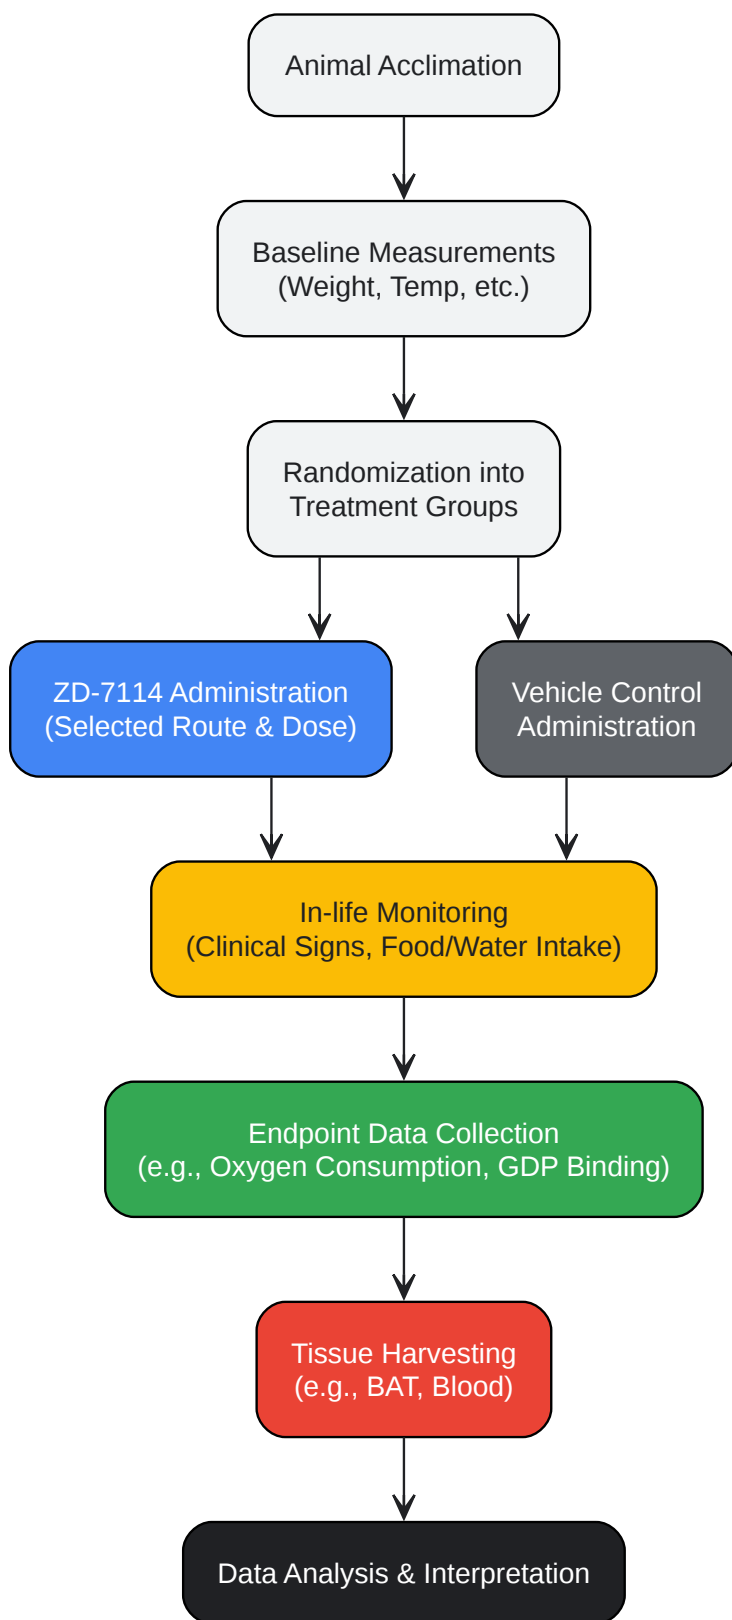 Animal Acclimation
Baseline Measurements
(Weight, Temp, etc.)
Randomization into
Treatment Groups
ZD-7114 Administration
(Selected Route & Dose)
Vehicle Control
Administration
In-life Monitoring
(Clinical Signs, Food/Water Intake)
Endpoint Data Collection
(e.g., Oxygen Consumption, GDP Binding)
Tissue Harvesting
(e.g., BAT, Blood)
Data Analysis & Interpretation